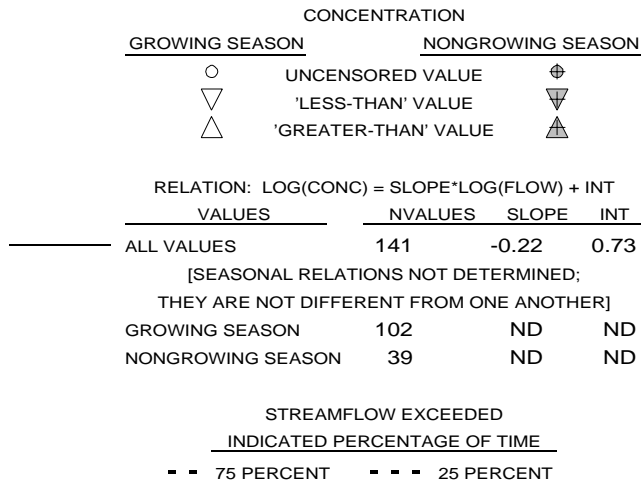 CONCENTRATION
GROWING SEASON NONGROWING SEASON
UNCENSORED VALUE
'LESS-THAN' VALUE
'GREATER-THAN' VALUE
RELATION: LOG(CONC) = SLOPE*LOG(FLOW) + INT
VALUES NVALUES SLOPE INT
ALL VALUES 141 -0.22 0.73
[SEASONAL RELATIONS NOT DETERMINED;
THEY ARE NOT DIFFERENT FROM ONE ANOTHER]
GROWING SEASON 102 ND ND
NONGROWING SEASON 39 ND ND
STREAMFLOW EXCEEDED
INDICATED PERCENTAGE OF TIME
75 PERCENT 25 PERCENT